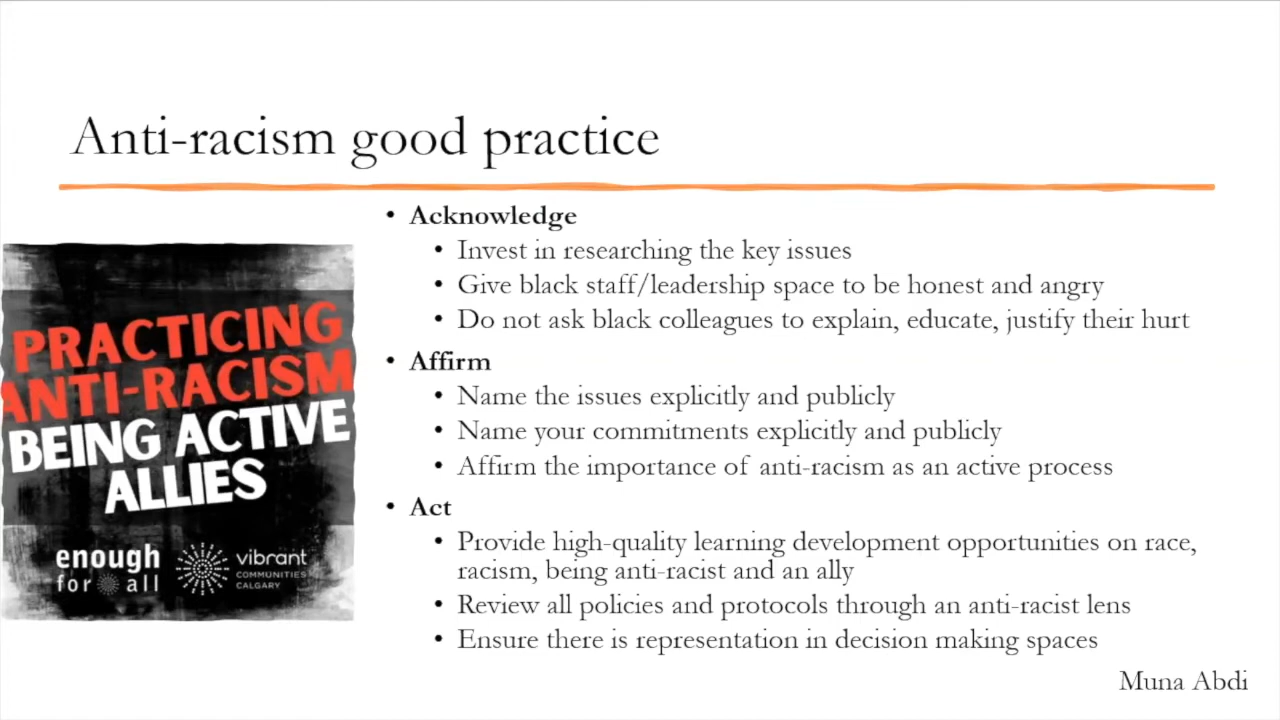 Anti-racism good practice
• Acknowledge
• Invest in researching the key issues
• Give black staff/leadership space to be honest and angry
• Do not ask black colleagues to explain, educate, justify their hurt
• Affirm
• Name the issues explicitly and publicly
• Name your commitments explicitly and publicly
• Affirm the importance of anti-racism as an active process
• Act
• Provide high-quality learning development opportunities on race,
racism, being anti-racist and an ally
• Review all policies and protocols through an anti-racist lens
• Ensure there is representation in decision making spaces
Muna Abdi
PRACTICING
ANTI-RACISM
BEING ACTIVE
ALLIES
enough
for all
vibrant
COMMUNITIES
CALGARY